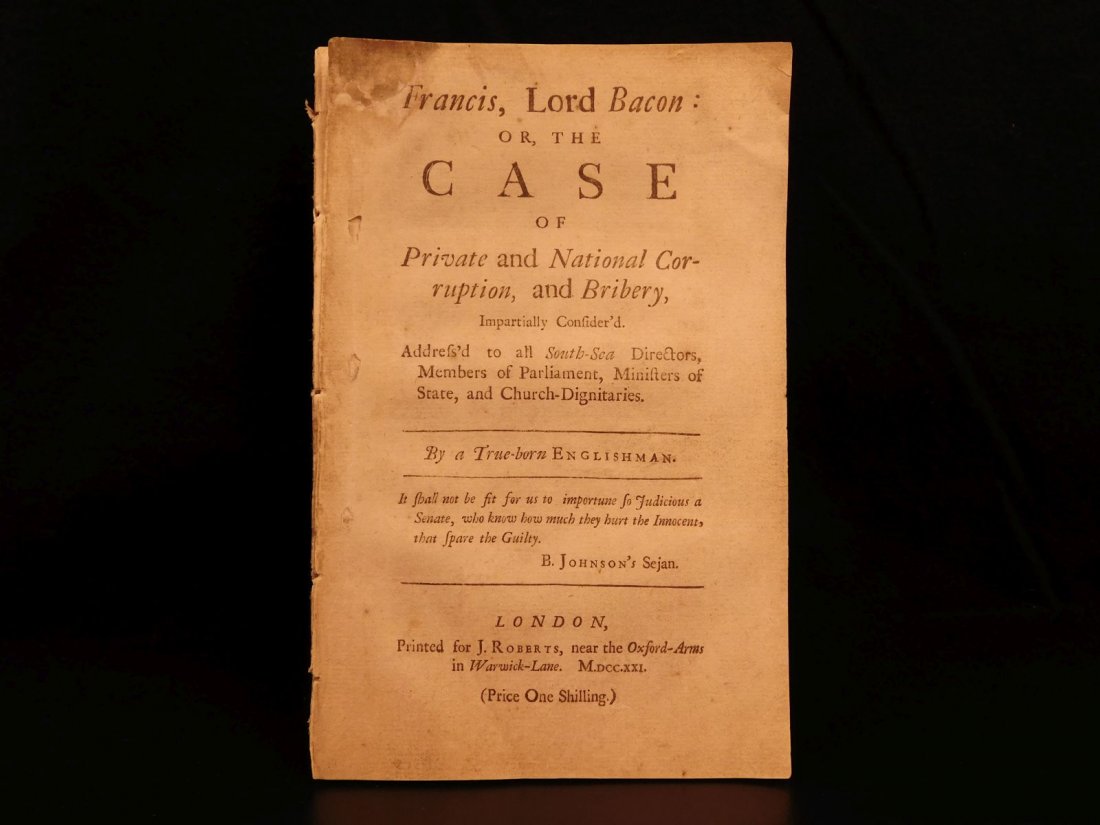 Francis, Lord Bacon:
OR, THE
CASE
OF
Private and National Cor-
ruption, and Bribery,
Impartially Conſider'd.
Addreſs'd to all South-Sea Directors,
Members of Parliament, Miniſters of
State, and Church-Dignitaries.
By a True-born ENGLISHMAN.
It ſhall not be fit for us to importune ſo Judicious a
Senate, who know how much they hurt the Innocent,
that ſpare the Guilty.
B. JOHNSON's Sejan.
LONDON,
Printed for J. ROBERTS, near the Oxford-Arms
in Warwick-Lane. M.DCC.XXI.
(Price One Shilling.)